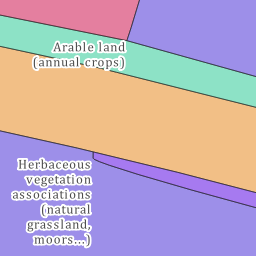 Arable land
(annual crops)
Herbaceous
vegetation
associations
(natural
grassland,
moors...)